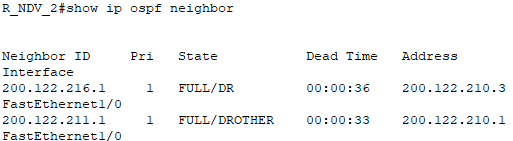 R_NDV_2#show ip ospf neighbor
Neighbor ID Pri State Dead Time Address
Interface
200.122.216.1 1 FULL/DR 00:00:36 200.122.210.3
FastEthernet1/0
200.122.211.1 1 FULL/DROTHER 00:00:33 200.122.210.1
FastEthernet1/0